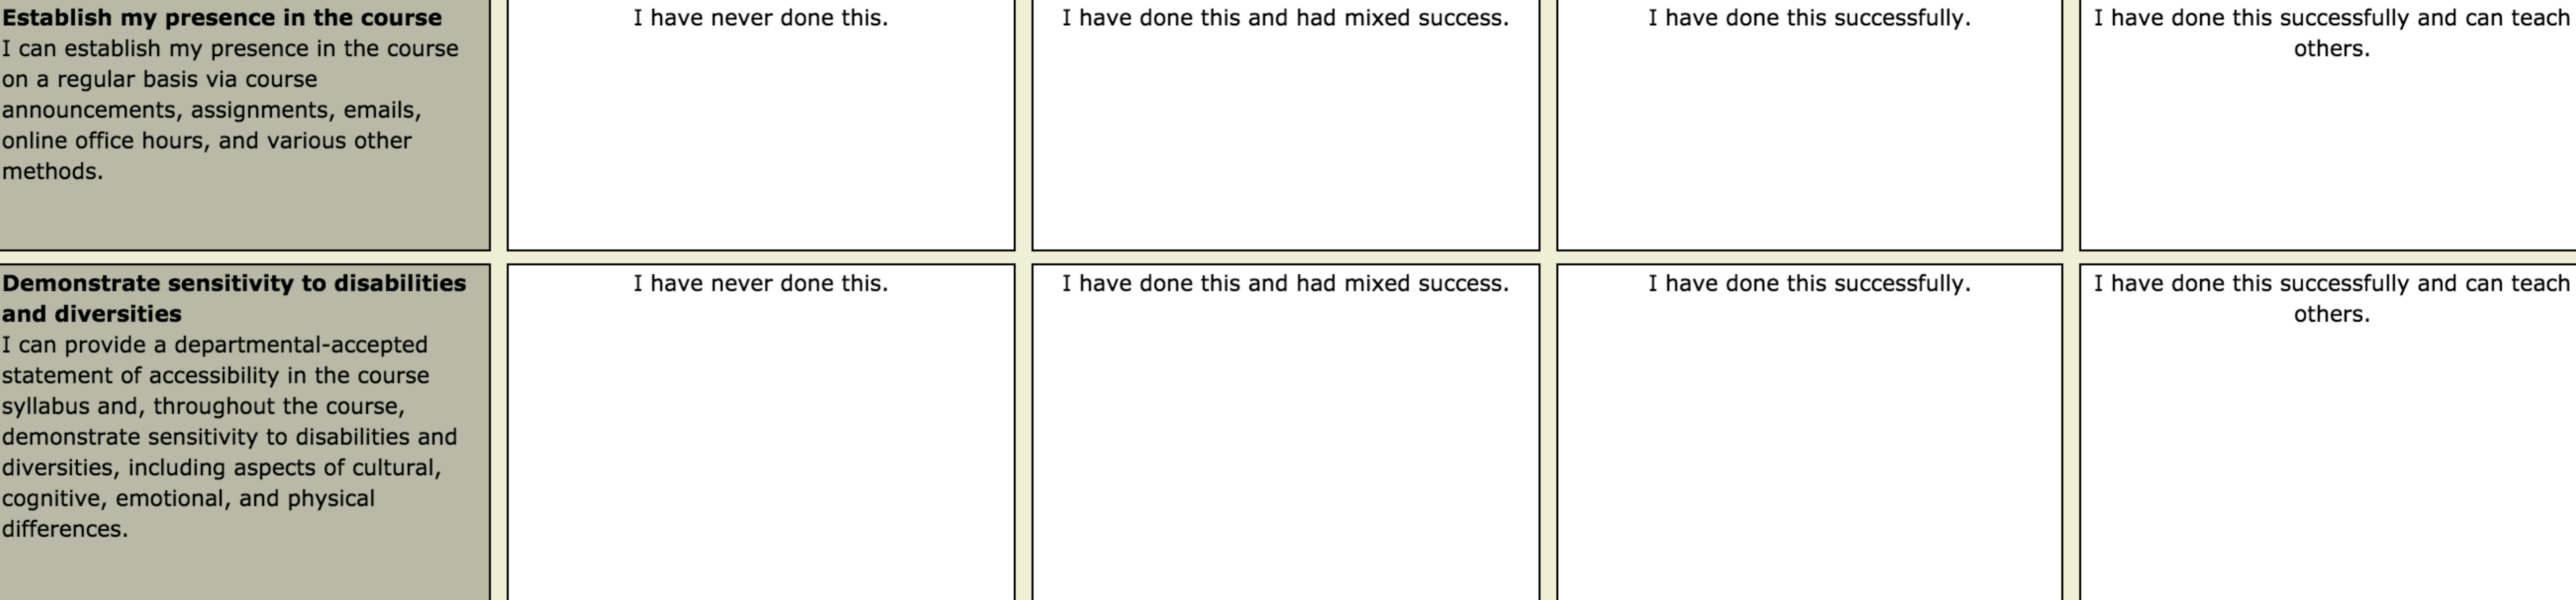 Establish my presence in the course
I can establish my presence in the course
on a regular basis via course
announcements, assignments, emails,
online office hours, and various other
methods.
I have never done this.
I have done this and had mixed success.
I have done this successfully.
I have done this successfully and can teach
others.
Demonstrate sensitivity to disabilities
and diversities
I can provide a departmental-accepted
statement of accessibility in the course
syllabus and, throughout the course,
demonstrate sensitivity to disabilities and
diversities, including aspects of cultural,
cognitive, emotional, and physical
differences.
I have never done this.
I have done this and had mixed success.
I have done this successfully.
I have done this successfully and can teach
others.